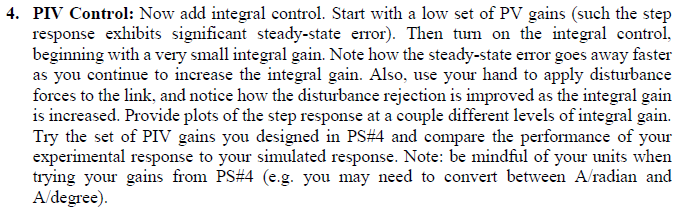 4. PIV Control: Now add integral control. Start with a low set of PV gains (such the step
response exhibits significant steady-state error). Then turn on the integral control,
beginning with a very small integral gain. Note how the steady-state error goes away faster
as you continue to increase the integral gain. Also, use your hand to apply disturbance
forces to the link, and notice how the disturbance rejection is improved as the integral gain
is increased. Provide plots of the step response at a couple different levels of integral gain.
Try the set of PIV gains you designed in PS#4 and compare the performance of your
experimental response to your simulated response. Note: be mindful of your units when
trying your gains from PS#4 (e.g. you may need to convert between A/radian and
A/degree).